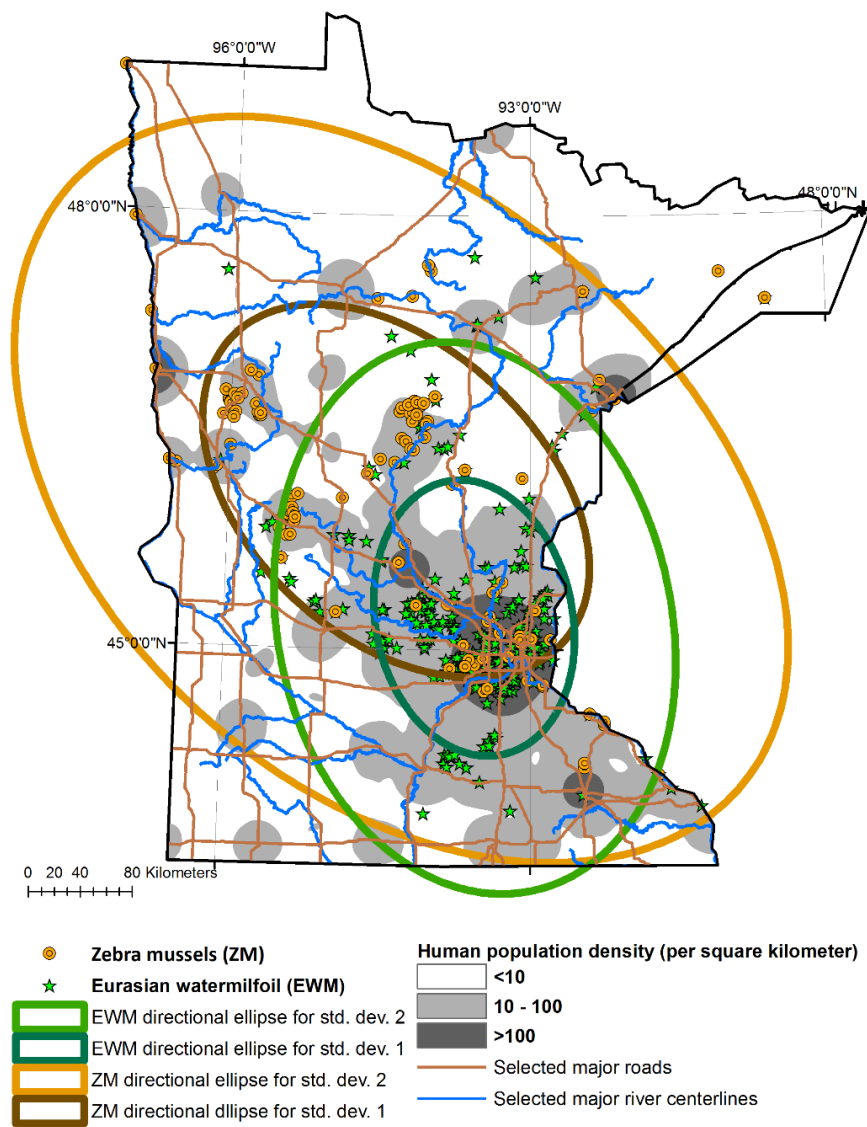 96°0'0"W
93°0'0"W
48°0'0"N
48°0'0"N
45°0'0"N
0 20 40 80 Kilometers
Zebra mussels (ZM)
Eurasian watermilfoil (EWM)
EWM directional ellipse for std. dev. 2
EWM directional ellipse for std. dev. 1
ZM directional ellipse for std. dev. 2
ZM directional dllipse for std. dev. 1
Human population density (per square kilometer)
<10
10 - 100
>100
Selected major roads
Selected major river centerlines